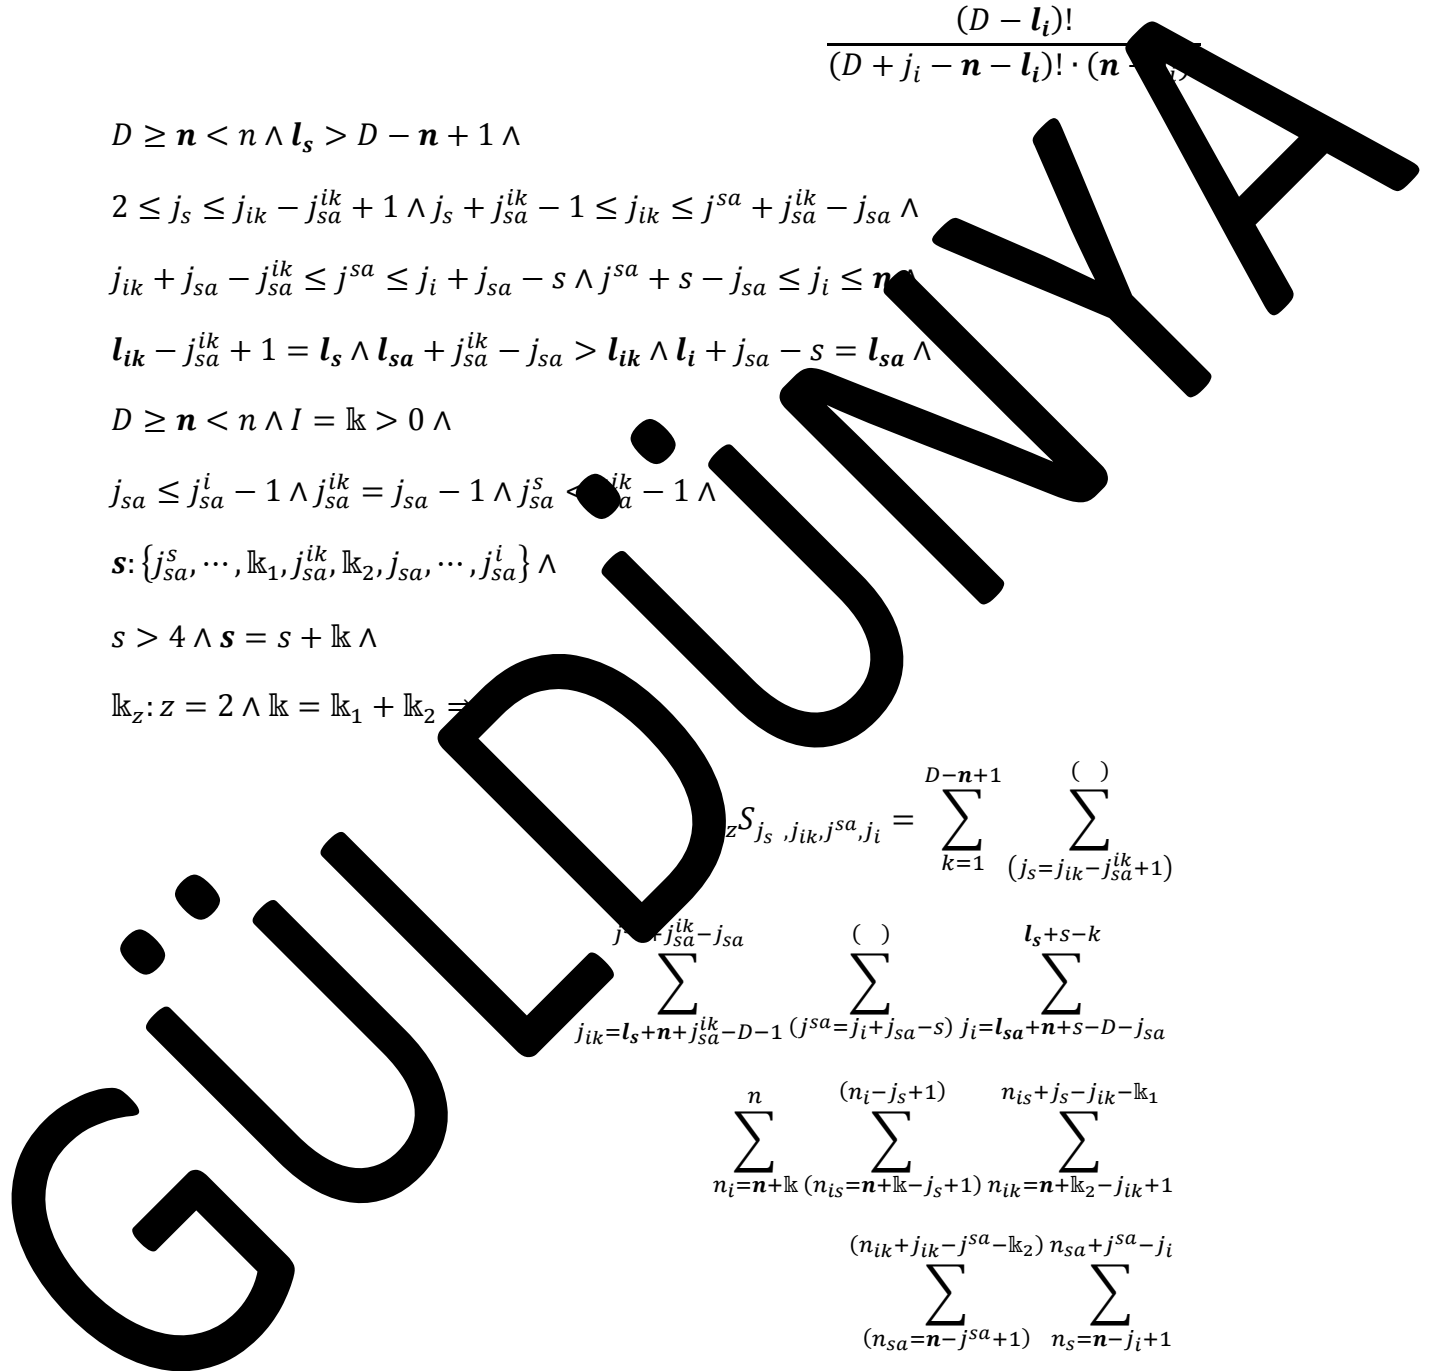 (D − l_i)!
(D + j_i − n − l_i)! · (n
D ≥ n < n ∧ l_s > D − n + 1 ∧
2 ≤ j_s ≤ j_ik − j_sa^ik + 1 ∧ j_s + j_sa^ik − 1 ≤ j_ik ≤ j^sa + j_sa^ik − j_sa ∧
j_ik + j_sa − j_sa^ik ≤ j^sa ≤ j_i + j_sa − s ∧ j^sa + s − j_sa ≤ j_i ≤ n ∧
l_ik − j_sa^ik + 1 = l_s ∧ l_sa + j_sa^ik − j_sa > l_ik ∧ l_i + j_sa − s = l_sa ∧
D ≥ n < n ∧ I = 𝕜 > 0 ∧
j_sa ≤ j_sa^i − 1 ∧ j_sa^ik = j_sa − 1 ∧ j_sa^s − 1 ∧
s: {j_sa^s, ⋯ , 𝕜_1, j_sa^ik, 𝕜_2, j_sa, ⋯ , j_sa^i} ∧
s > 4 ∧ s = s + 𝕜 ∧
𝕜_z: z = 2 ∧ 𝕜 = 𝕜_1 + 𝕜_2 ⇒
_z S_{j_s ,j_ik,j^sa,j_i} = ∑_{k=1}^{D−n+1} ∑_{(j_s=j_ik−j_sa^ik+1)}^{( )}
∑_{j_ik=l_s+n+j_sa^ik−D−1}^{+j_sa^ik−j_sa} ∑_{(j^sa=j_i+j_sa−s)}^{( )} ∑_{j_i=l_sa+n+s−D−j_sa}^{l_s+s−k}
∑_{n_i=n+𝕜}^{n} ∑_{(n_is=n+𝕜−j_s+1)}^{(n_i−j_s+1)} ∑_{n_ik=n+𝕜_2−j_ik+1}^{n_is+j_s−j_ik−𝕜_1}
∑_{(n_sa=n−j^sa+1)}^{(n_ik+j_ik−j^sa−𝕜_2)} ∑_{n_s=n−j_i+1}^{n_sa+j^sa−j_i}
GÜLDÜNYA